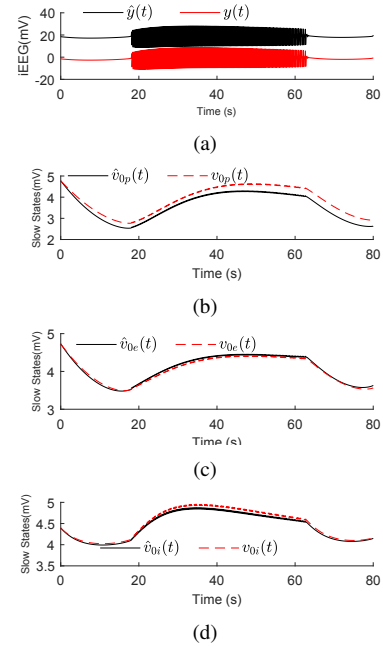 ŷ(t) y(t)
iEEG(mV)
40
20
0
-20
0 20 40 60 80
Time (s)
(a)
v̂₀ₚ(t) v₀ₚ(t)
Slow States(mV)
5
4
3
2
0 20 40 60 80
Time (s)
(b)
v̂₀ₑ(t) v₀ₑ(t)
Slow States(mV)
5
4
3
0 20 40 60 80
Time (s)
(c)
Slow States(mV)
5
4.5
4
3.5
v̂₀ᵢ(t) v₀ᵢ(t)
0 20 40 60 80
Time (s)
(d)